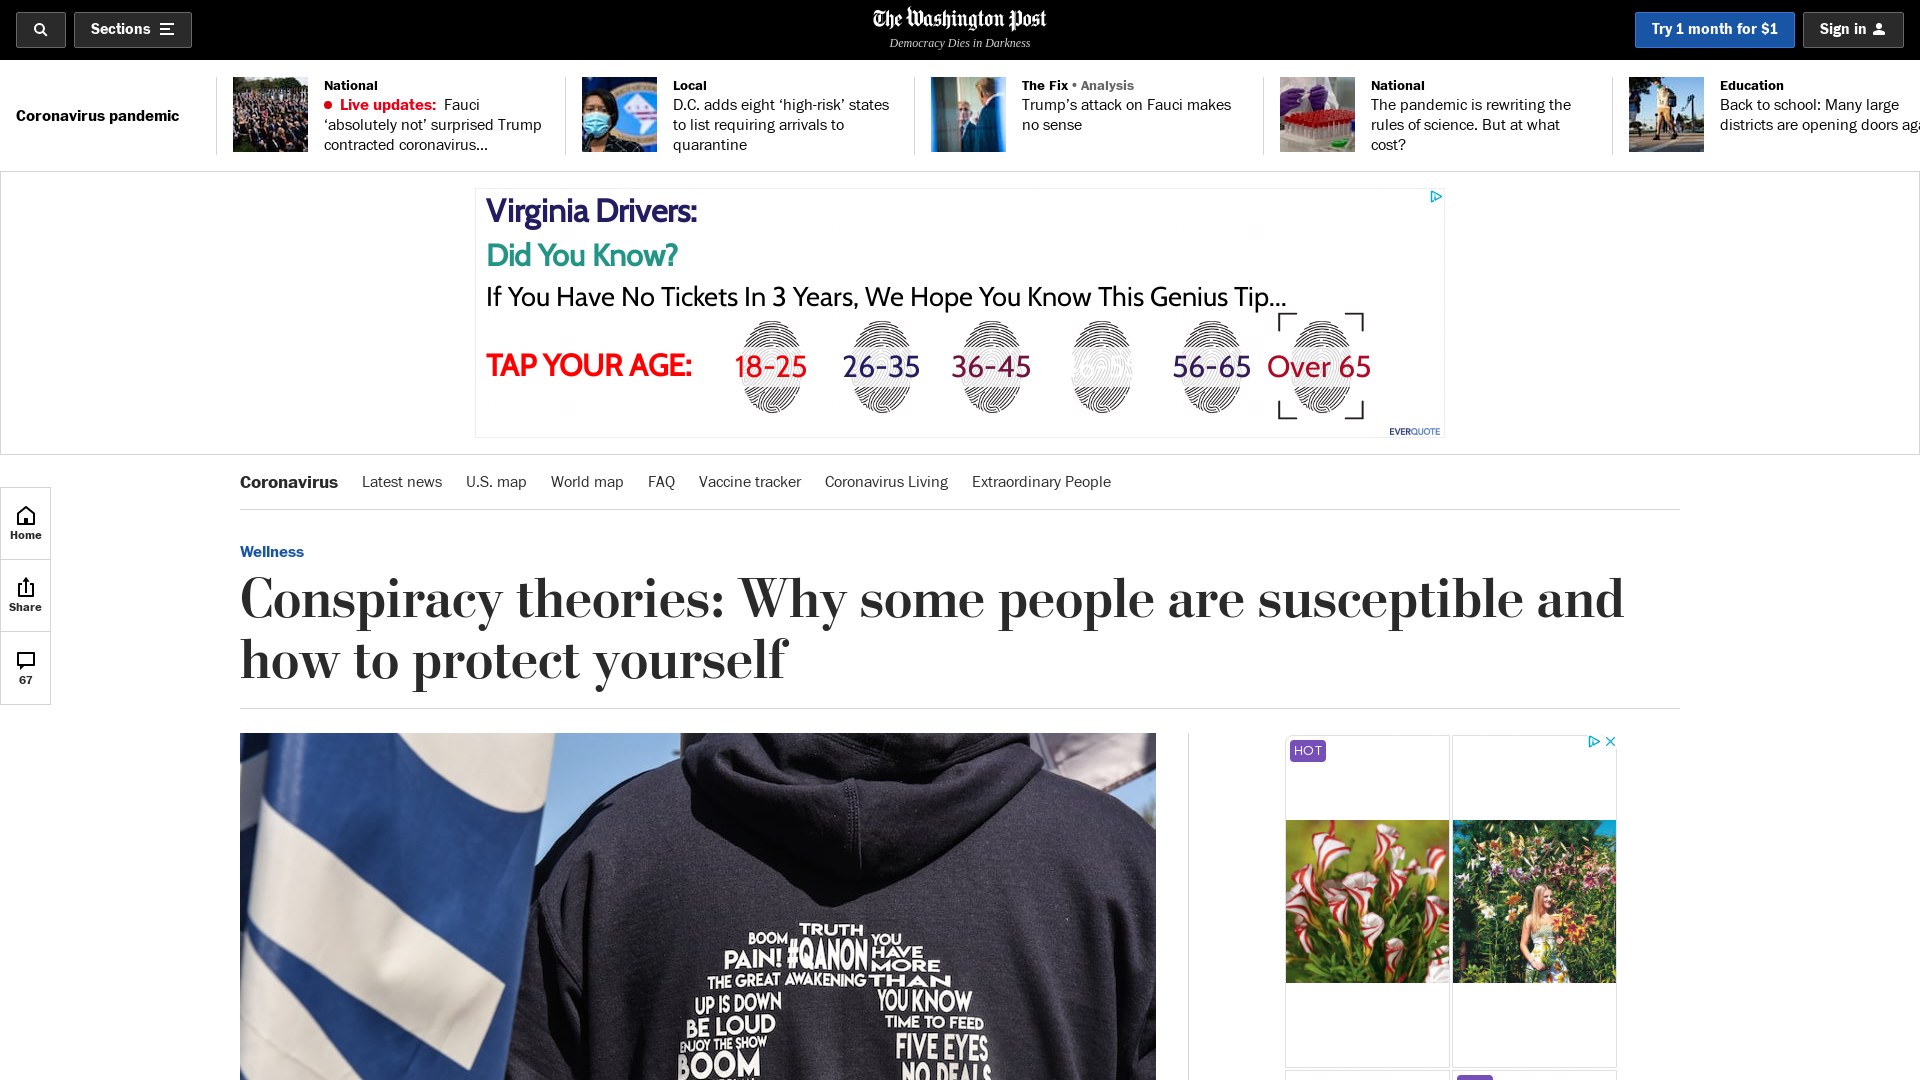 Sections
The Washington Post
Democracy Dies in Darkness
Try 1 month for $1
Sign in
Coronavirus pandemic
National
Live updates: Fauci
‘absolutely not’ surprised Trump
contracted coronavirus...
Local
D.C. adds eight ‘high-risk’ states
to list requiring arrivals to
quarantine
The Fix • Analysis
Trump’s attack on Fauci makes
no sense
National
The pandemic is rewriting the
rules of science. But at what
cost?
Education
Back to school: Many large
districts are opening doors aga
Virginia Drivers:
Did You Know?
If You Have No Tickets In 3 Years, We Hope You Know This Genius Tip...
TAP YOUR AGE:
18-25
26-35
36-45
56-65
Over 65
EVERQUOTE
Coronavirus
Latest news
U.S. map
World map
FAQ
Vaccine tracker
Coronavirus Living
Extraordinary People
Home
Share
67
Wellness
Conspiracy theories: Why some people are susceptible and
how to protect yourself
HOT
TRUTH
BOOM
PAIN!
#QANON
YOU
HAVE
MORE
THE GREAT AWAKENING THAN
UP IS DOWN
YOU KNOW
BE LOUD
TIME TO FEED
ENJOY THE SHOW
FIVE EYES
BOOM
NO DEALS